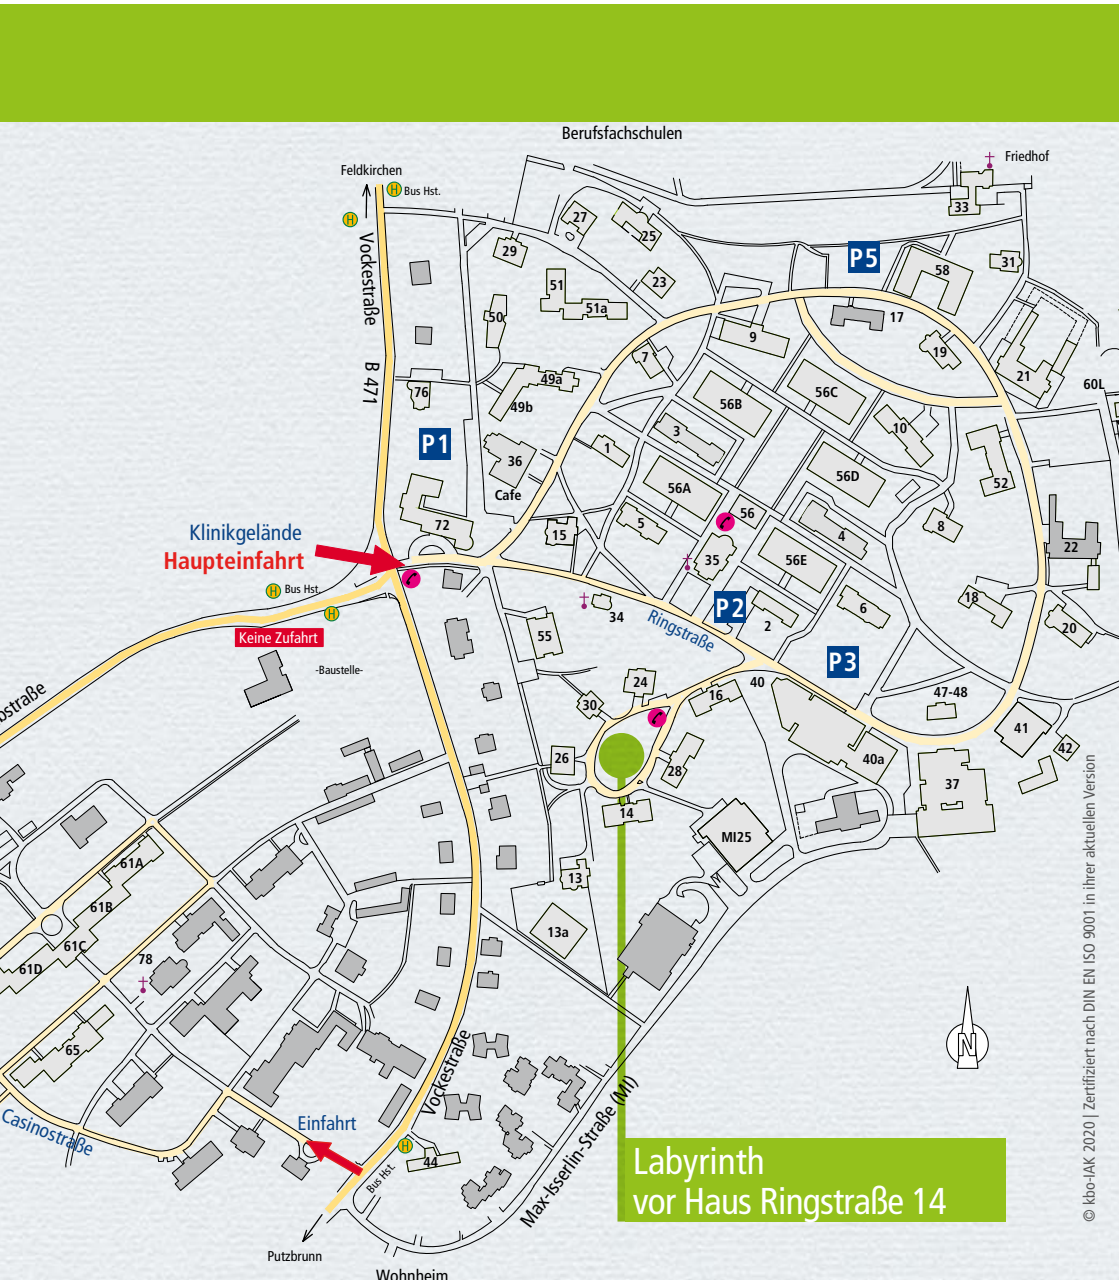 Berufsfachschulen
Friedhof
Feldkirchen
H Bus Hst.
H
33
27
25
29
Vockestraße
P5
58
31
51
23
51a
50
17
9
19
7
B 471
49a
21
60L
76
56C
49b
56B
10
P1
3
1
36
56A
56D
52
Cafe
56
72
5
15
8
4
Klinikgelände
Haupteinfahrt
35
56E
22
H Bus Hst.
H
18
34
P2
6
2
Keine Zufahrt
55
Ringstraße
20
-Baustelle-
P3
24
40
47-48
16
30
bstraße
41
42
26
40a
28
37
14
MI25
61A
13
61B
13a
61C
78
61D
65
N
Vockestraße
Casinostraße
Einfahrt
H
Bus Hst.
44
Max-Isserlin-Straße (MI)
Labyrinth
vor Haus Ringstraße 14
Putzbrunn
Wohnheim
© kbo-IAK 2020 | Zertifiziert nach DIN EN ISO 9001 in ihrer aktuellen Version